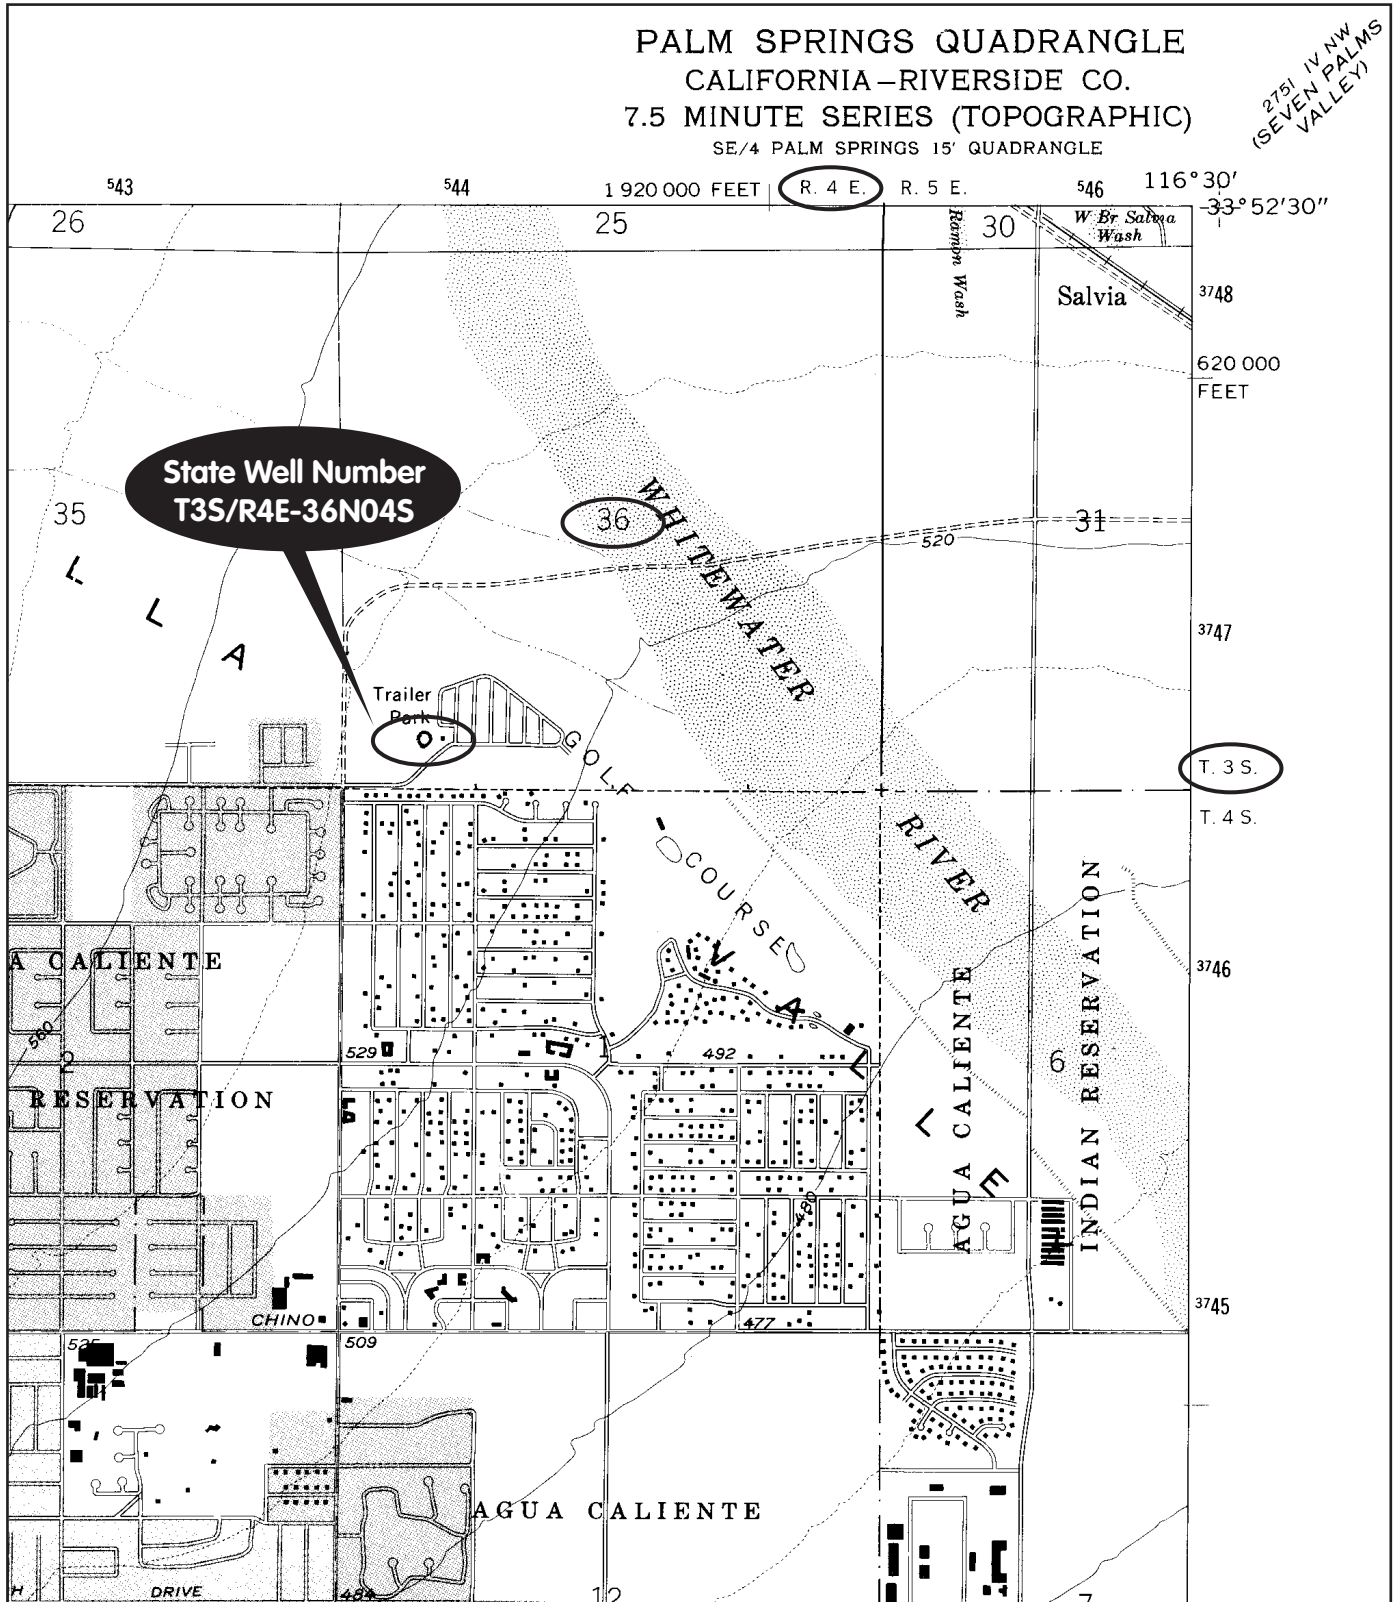 PALM SPRINGS QUADRANGLE
CALIFORNIA–RIVERSIDE CO.
7.5 MINUTE SERIES (TOPOGRAPHIC)
SE/4 PALM SPRINGS 15' QUADRANGLE
2751 IV NW
(SEVEN PALMS
VALLEY)
543
544
1 920 000 FEET
R. 4 E.
R. 5 E.
546
116°30'
33°52'30"
26
25
30
Ramon Wash
W Br Salvia
Wash
Salvia
3748
620 000
FEET
State Well Number
T3S/R4E-36N04S
35
36
31
520
WHITEWATER
L
L
A
3747
Trailer
Park
GOLF
T. 3 S.
T. 4 S.
RIVER
COURSE
A CALIENTE
V
A
L
L
E
3746
560
2
529
1
492
6
RESERVATION
AGUA CALIENTE
INDIAN RESERVATION
480
CHINO
477
3745
535
509
AGUA CALIENTE
H
DRIVE
484
12
7